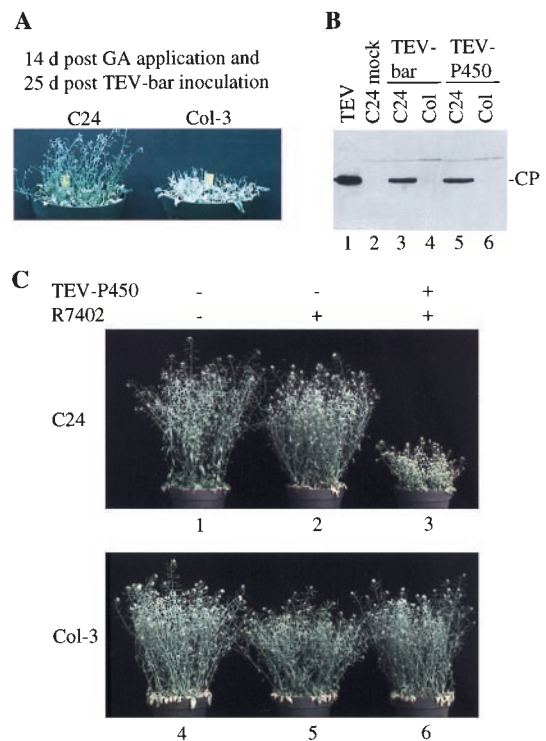 A
14 d post GA application and
25 d post TEV-bar inoculation
C24 Col-3
B
TEV
C24 mock
TEV-
bar
C24
Col
TEV-
P450
C24
Col
-CP
1 2 3 4 5 6
C
TEV-P450 - - +
R7402 - + +
C24
1 2 3
Col-3
4 5 6